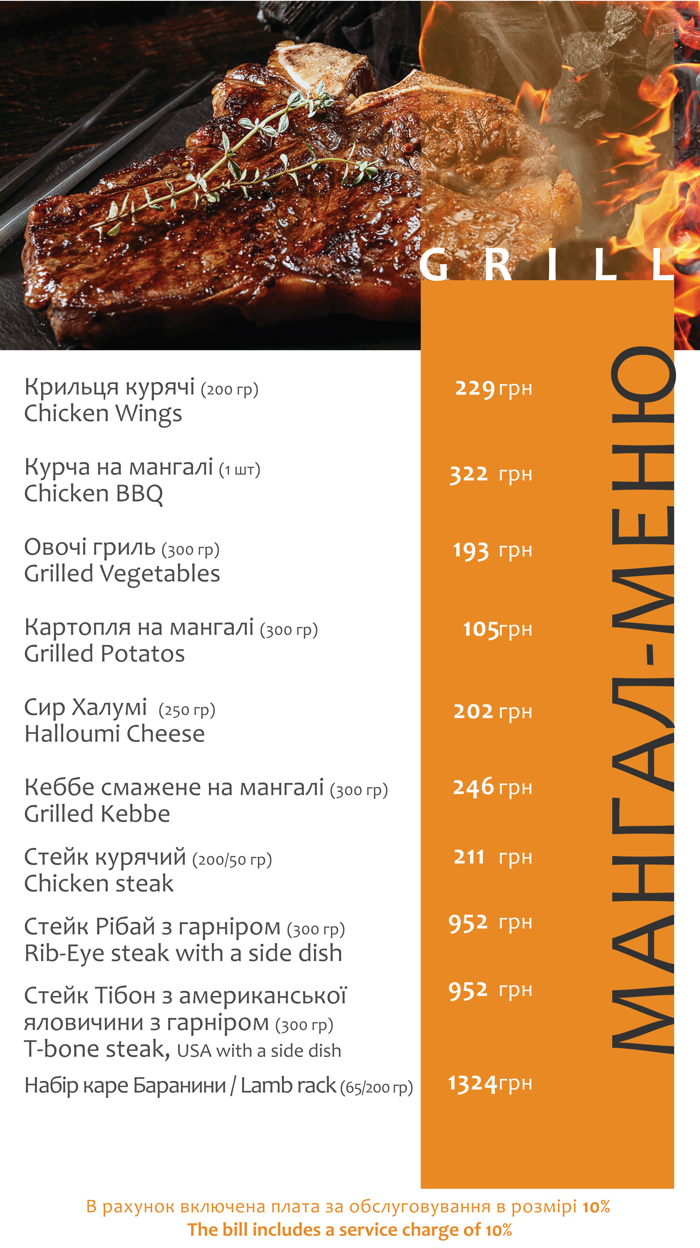 GRILL
МАНГАЛ-МЕНЮ
Крильця курячі (200 гр) 229 грн
Chicken Wings
Курча на мангалі (1 шт) 322 грн
Chicken BBQ
Овочі гриль (300 гр) 193 грн
Grilled Vegetables
Картопля на мангалі (300 гр) 105грн
Grilled Potatos
Сир Халумі (250 гр) 202 грн
Halloumi Cheese
Кеббе смажене на мангалі (300 гр) 246 грн
Grilled Kebbe
Стейк курячий (200/50 гр) 211 грн
Chicken steak
Стейк Рібай з гарніром (300 гр) 952 грн
Rib-Eye steak with a side dish
Стейк Тібон з американської 952 грн
яловичини з гарніром (300 гр)
T-bone steak, USA with a side dish
Набір каре Баранини / Lamb rack (65/200 гр) 1324грн
В рахунок включена плата за обслуговування в розмірі 10%
The bill includes a service charge of 10%